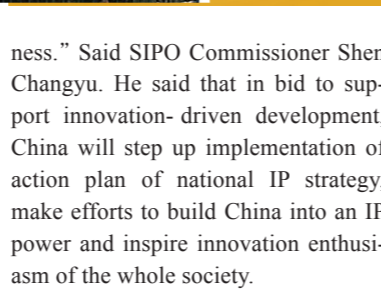 ness.” Said SIPO Commissioner Shen
Changyu. He said that in bid to sup-
port innovation- driven development,
China will step up implementation of
action plan of national IP strategy,
make efforts to build China into an IP
power and inspire innovation enthusi-
asm of the whole society.